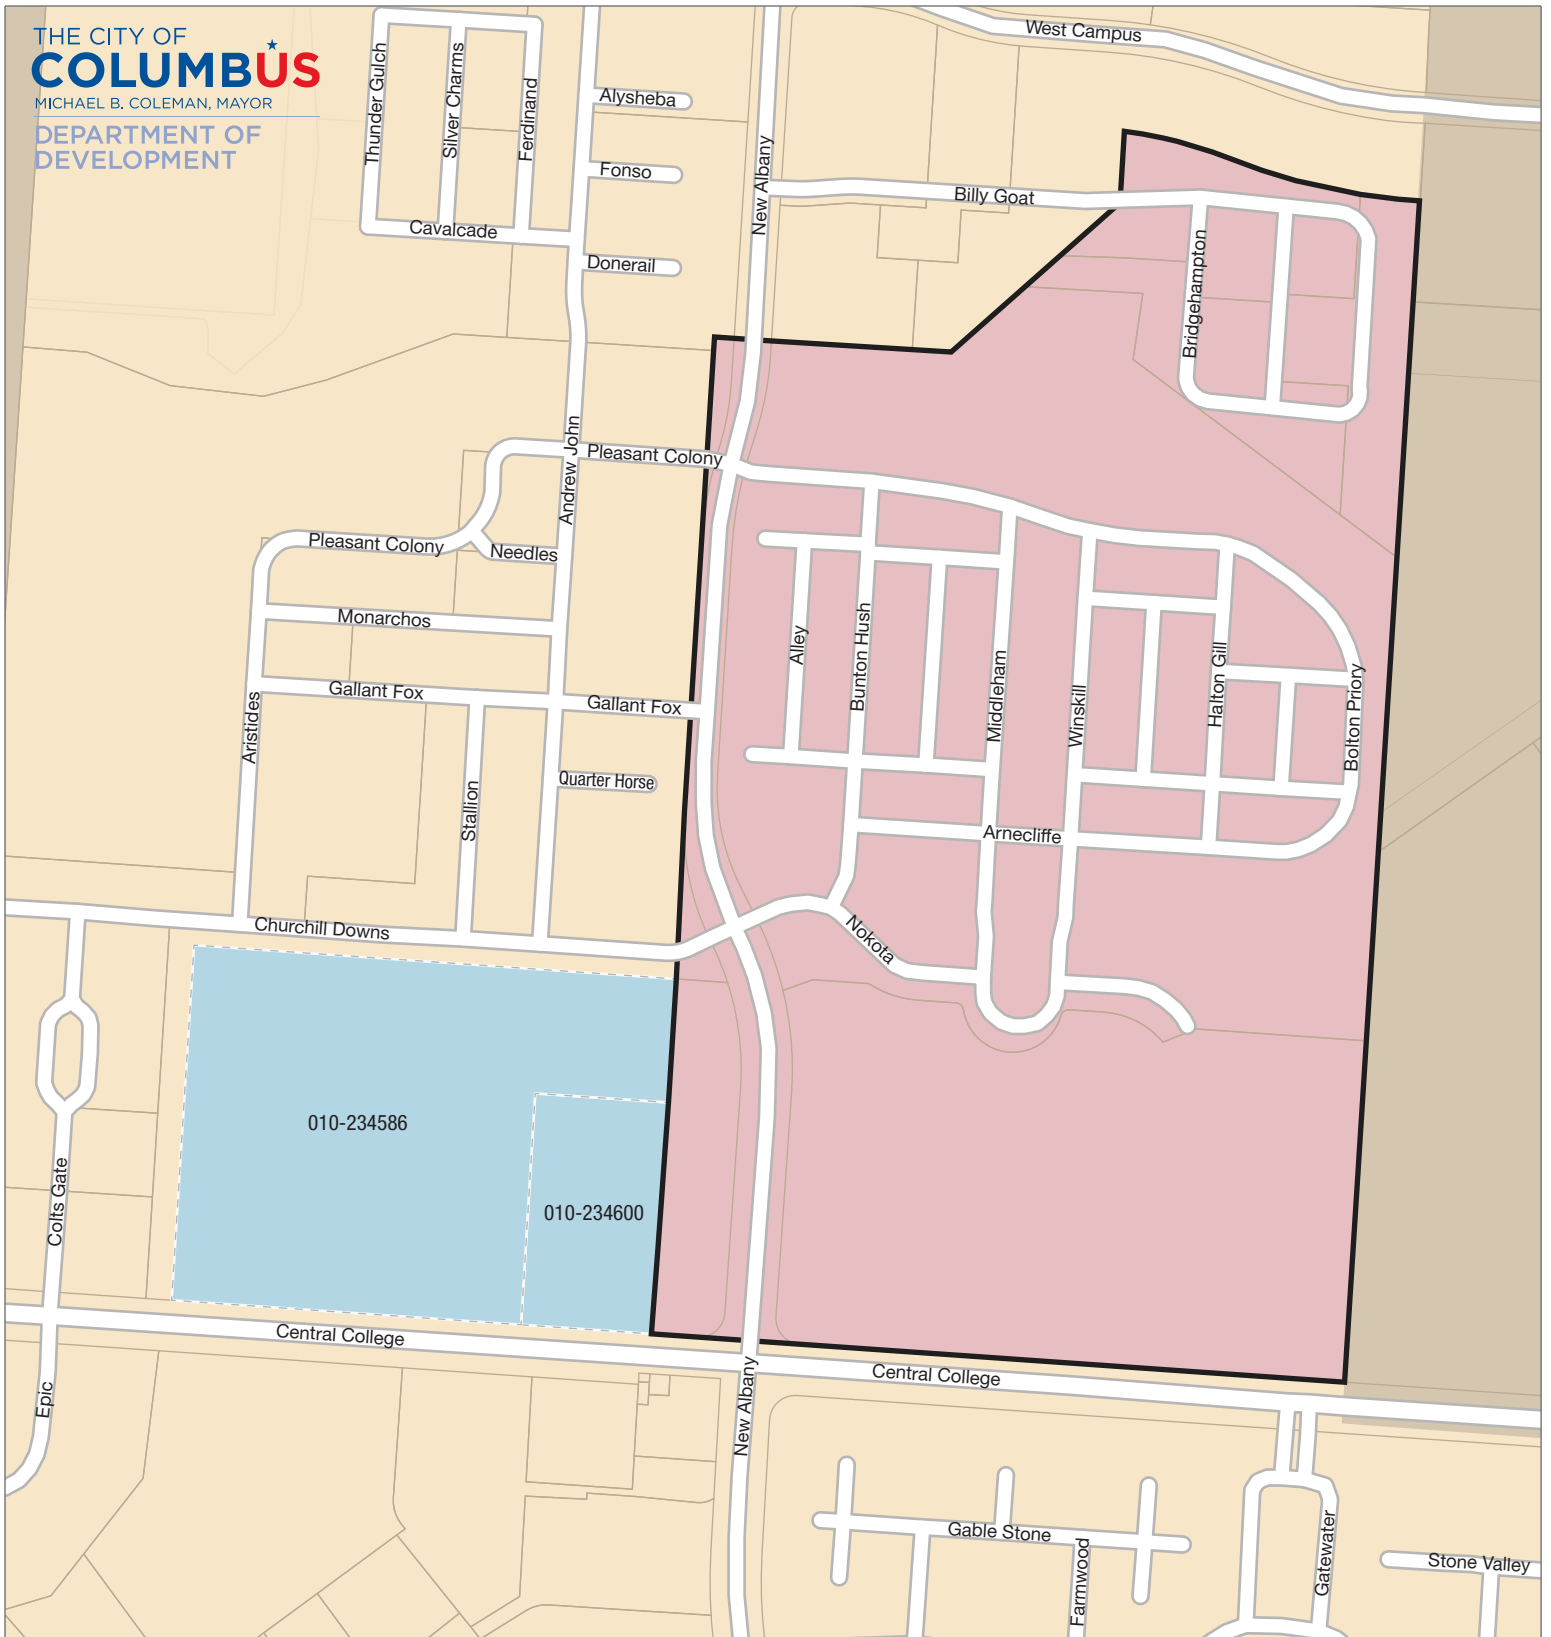 THE CITY OF
COLUMBUS
MICHAEL B. COLEMAN, MAYOR
DEPARTMENT OF
DEVELOPMENT
West Campus
Thunder Gulch
Silver Charms
Ferdinand
Alysheba
Fonso
New Albany
Billy Goat
Cavalcade
Donerail
Bridgehampton
Andrew John
Pleasant Colony
Pleasant Colony
Needles
Monarchos
Alley
Bunton Hush
Middleham
Winskill
Halton Gill
Bolton Priory
Gallant Fox
Gallant Fox
Aristides
Stallion
Quarter Horse
Arnecliffe
Churchill Downs
Nokota
010-234586
010-234600
Colts Gate
Central College
Central College
Epic
New Albany
Gable Stone
Farmwood
Gatewater
Stone Valley